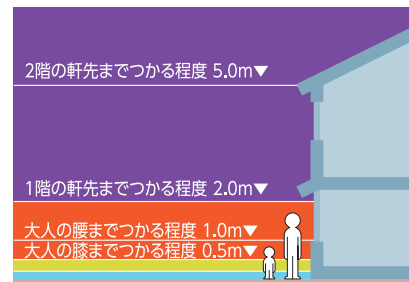 2階の軒先までつかる程度 5.0m▼
1階の軒先までつかる程度 2.0m▼
大人の腰までつかる程度 1.0m▼
大人の膝までつかる程度 0.5m▼